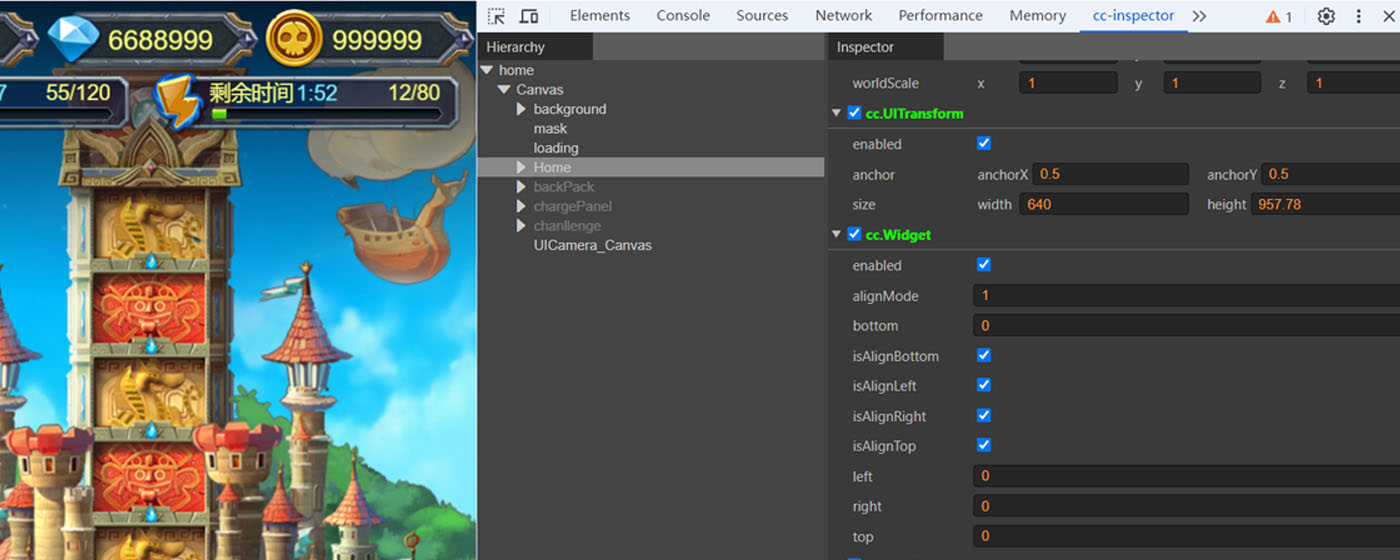 6688999
999999
7
55/120
剩余时间 1:52
12/80
Elements Console Sources Network Performance Memory cc-inspector 1
Hierarchy
home
Canvas
background
mask
loading
Home
backPack
chargePanel
chanllenge
UICamera_Canvas
Inspector
worldScale x 1 y 1 z 1
cc.UITransform
enabled
anchor anchorX 0.5 anchorY 0.5
size width 640 height 957.78
cc.Widget
enabled
alignMode 1
bottom 0
isAlignBottom
isAlignLeft
isAlignRight
isAlignTop
left 0
right 0
top 0